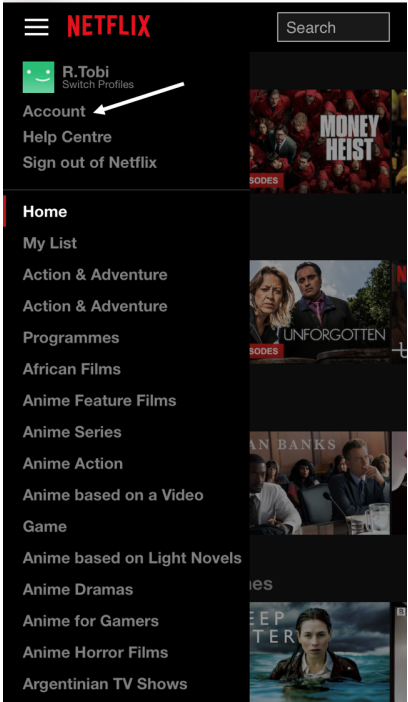 NETFLIX
Search
R.Tobi
Switch Profiles
Account
Help Centre
Sign out of Netflix
Home
My List
Action & Adventure
Action & Adventure
Programmes
African Films
Anime Feature Films
Anime Series
Anime Action
Anime based on a Video
Game
Anime based on Light Novels
Anime Dramas
Anime for Gamers
Anime Horror Films
Argentinian TV Shows
MONEY
HEIST
SODES
UNFORGOTTEN
SODES
AN BANKS
nes
EEP
TER